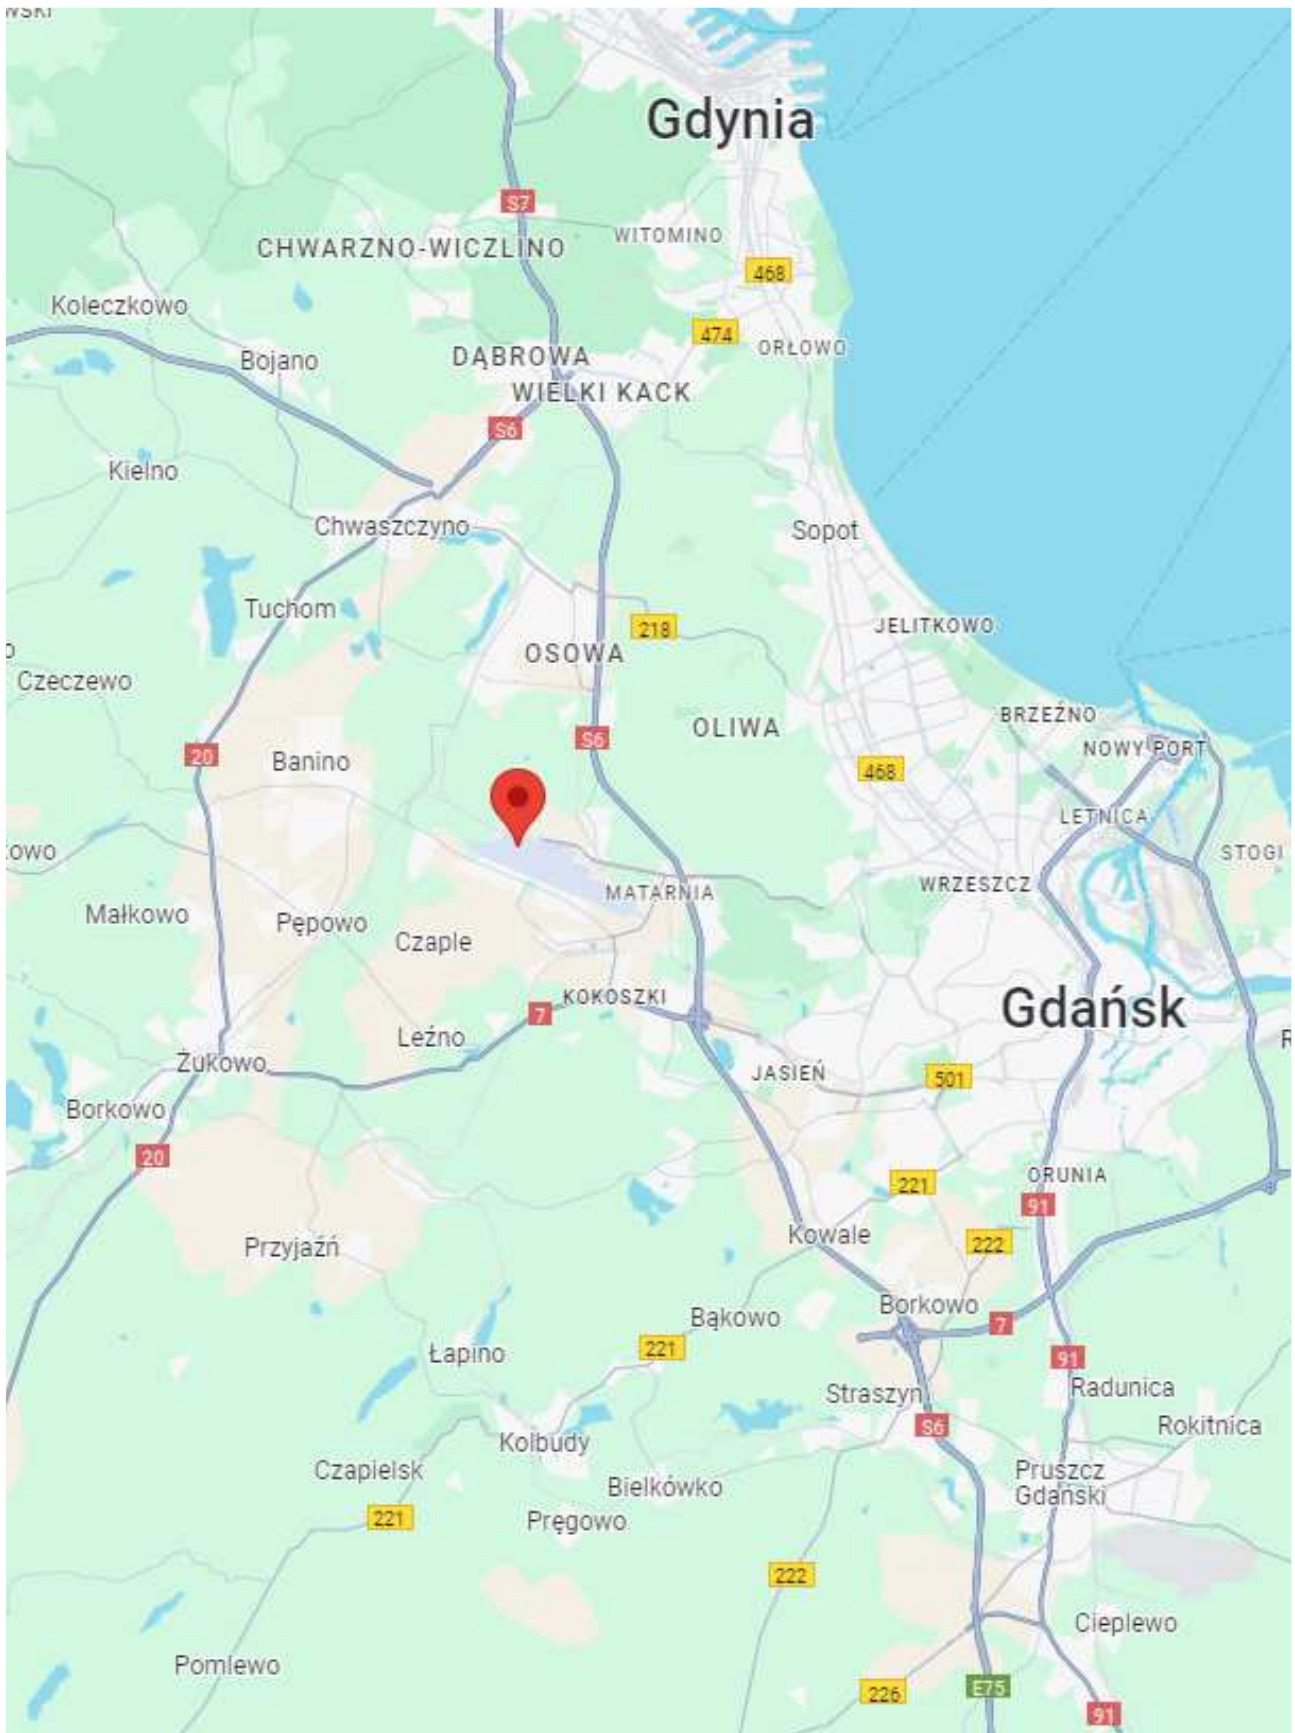 Gdynia
S7
WITOMINO
CHWARZNO-WICZLINO
468
Koleczkowo
474
ORŁOWO
DĄBROWA
Bojano
WIELKI KACK
S6
Kielno
Chwaszczyno
Sopot
Tuchom
218
JELITKOWO
OSOWA
Czeczewo
BRZEŹNO
OLIWA
S6
NOWY PORT
20
Banino
468
LETNICA
STOGI
WRZESZCZ
MATARNIA
Małkowo
Pępowo
Czaple
KOKOSZKI
Gdańsk
7
Leźno
Żukowo
JASIEŃ
501
Borkowo
20
ORUNIA
221
91
Kowale
222
Przyjaźń
Borkowo
Bąkowo
7
221
Łapino
91
Radunica
Straszyn
Rokitnica
S6
Kolbudy
Czapielsk
Pruszcz
Gdański
Bielkówko
221
Pręgowo
222
Cieplewo
Pomlewo
E75
226
91